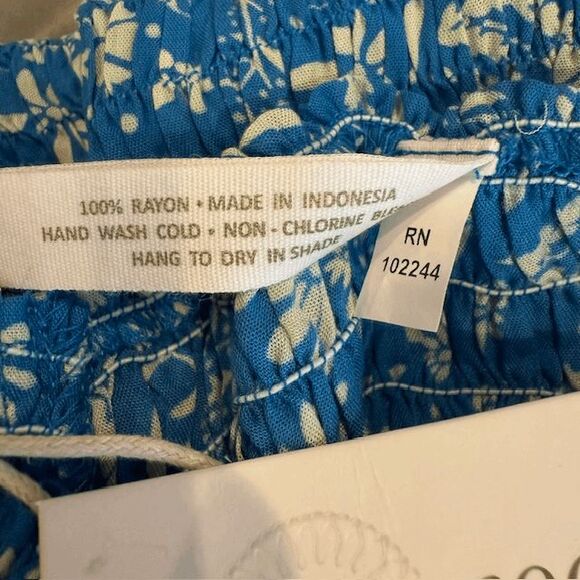 100% RAYON • MADE IN INDONESIA
HAND WASH COLD • NON - CHLORINE
HANG TO DRY IN SHADE
RN
102244